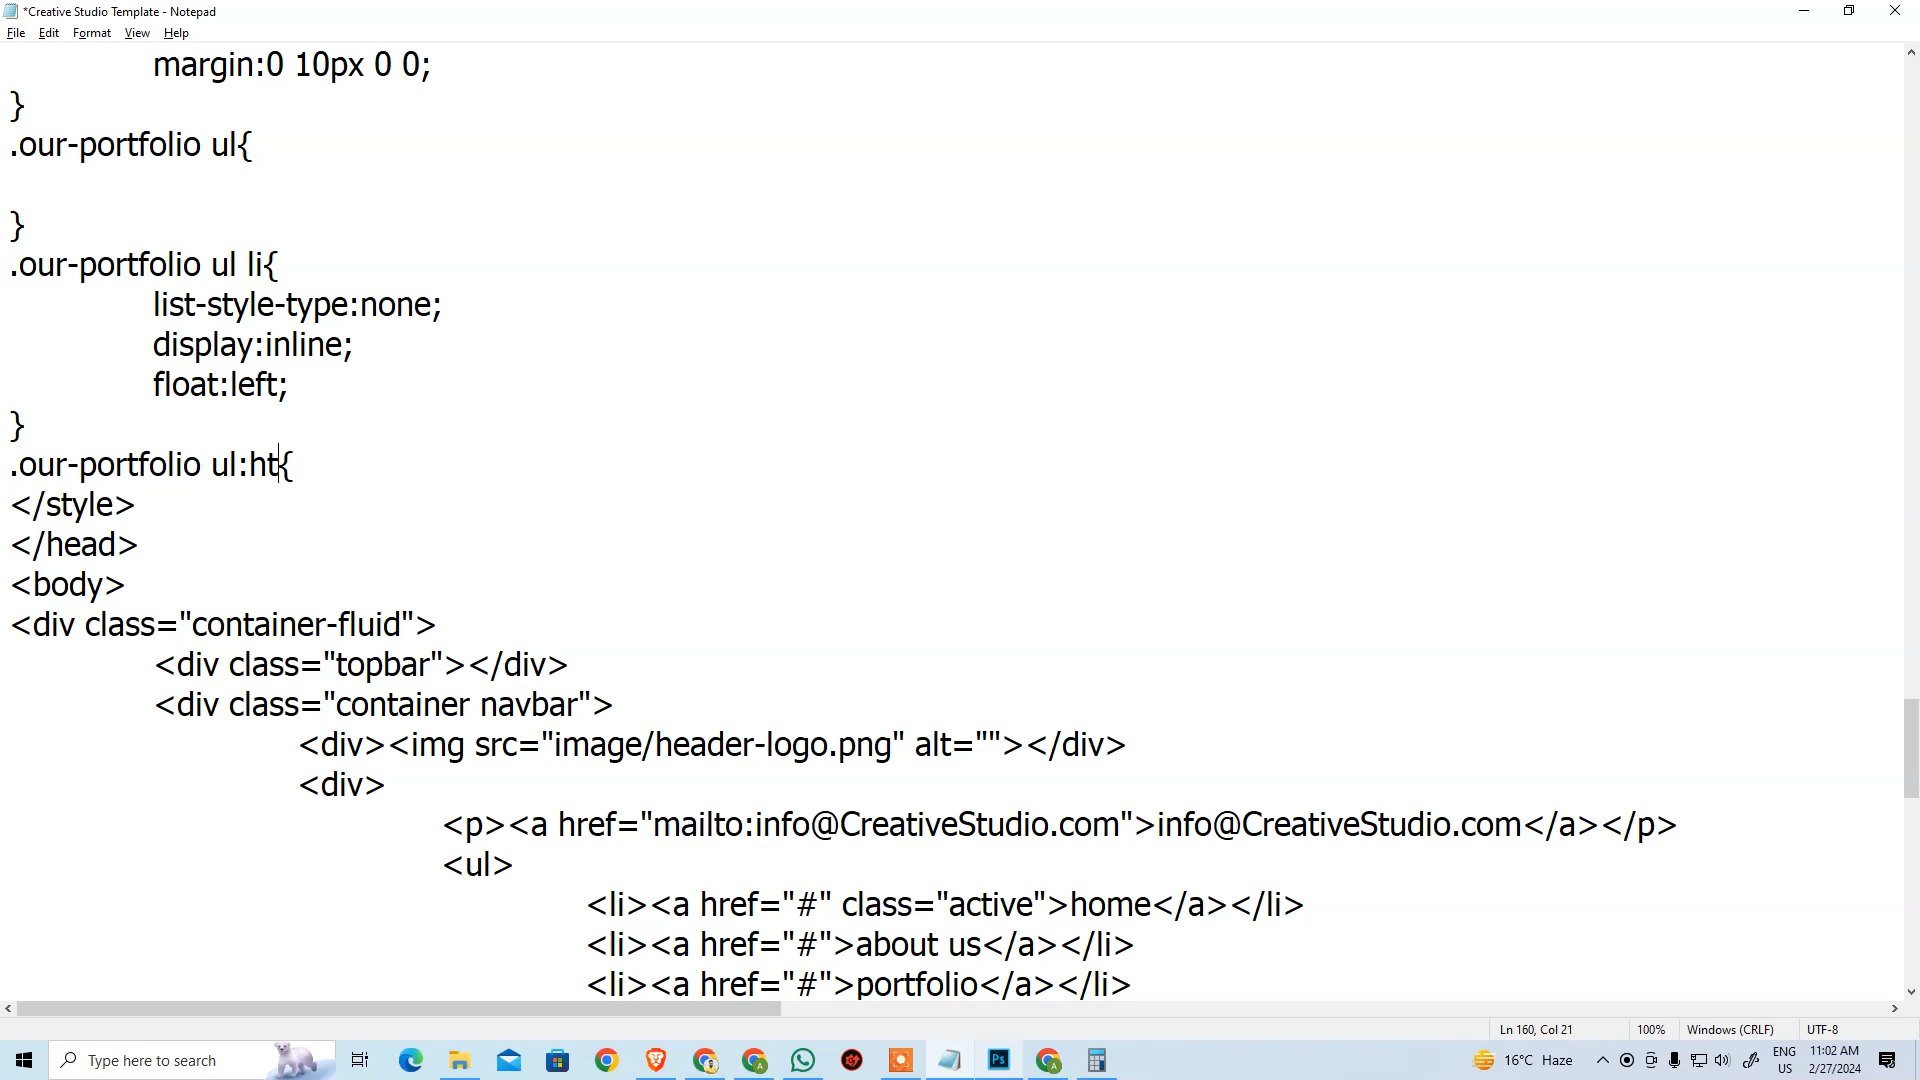 *Creative Studio Template - Notepad
File Edit Format View Help
margin:0 10px 0 0;
}
.our-portfolio ul{
}
.our-portfolio ul li{
list-style-type:none;
display:inline;
float:left;
}
.our-portfolio ul:ht{
</style>
</head>
<body>
<div class="container-fluid">
<div class="topbar"></div>
<div class="container navbar">
<div><img src="image/header-logo.png" alt=""></div>
<div>
<p><a href="mailto:info@CreativeStudio.com">info@CreativeStudio.com</a></p>
<ul>
<li><a href="#" class="active">home</a></li>
<li><a href="#">about us</a></li>
<li><a href="#">portfolio</a></li>
Ln 160, Col 21 100% Windows (CRLF) UTF-8
Type here to search
Ps
16°C Haze
ENG
US
11:02 AM
2/27/2024